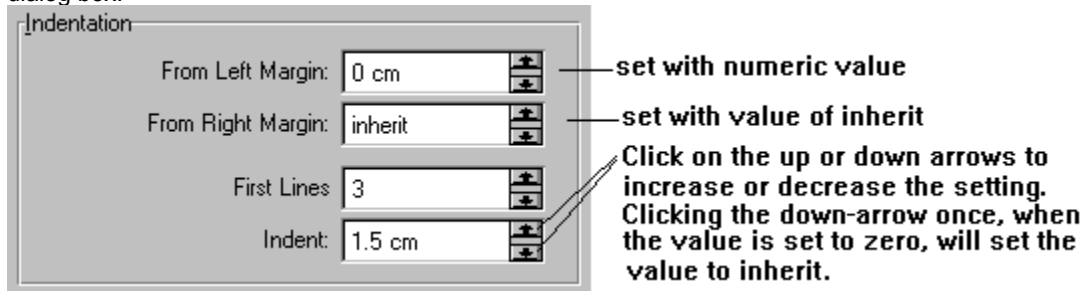 dialog box.
Indentation
From Left Margin: 0 cm
set with numeric value
From Right Margin: inherit
set with value of inherit
First Lines 3
Indent: 1.5 cm
Click on the up or down arrows to
increase or decrease the setting.
Clicking the down-arrow once, when
the value is set to zero, will set the
value to inherit.